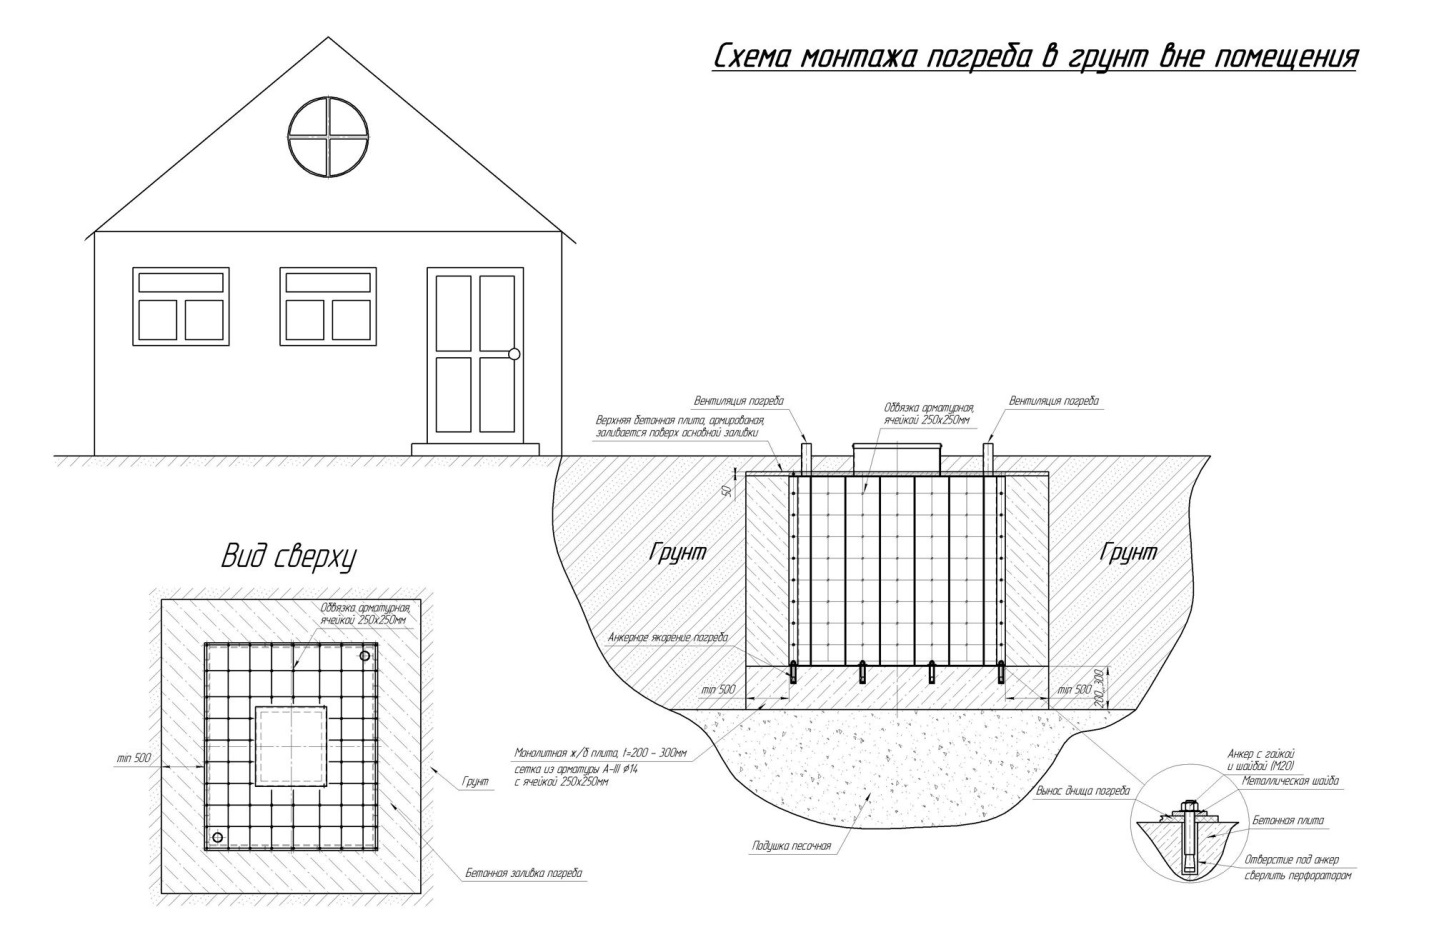 Схема монтажа погреба в грунт вне помещения
Вентиляция погреба
Обвязка арматурная,
ячейкой 250х250мм
Вентиляция погреба
Верхняя бетонная плита, армированая,
заливается поверх основной заливки
50
Грунт
Грунт
Анкерное якорение погреба
min 500
min 500
200...300
Монолитная ж/б плита, t=200 - 300мм
сетка из арматуры А-III ф14
с ячейкой 250х250мм
Подушка песочная
Вид сверху
Обвязка арматурная,
ячейкой 250х250мм
min 500
Грунт
Бетонная заливка погреба
Анкер с гайкой
и шайбой (М20)
Металлическая шайба
Вынос днища погреба
Бетонная плита
Отверстие под анкер
сверлить перфоратором